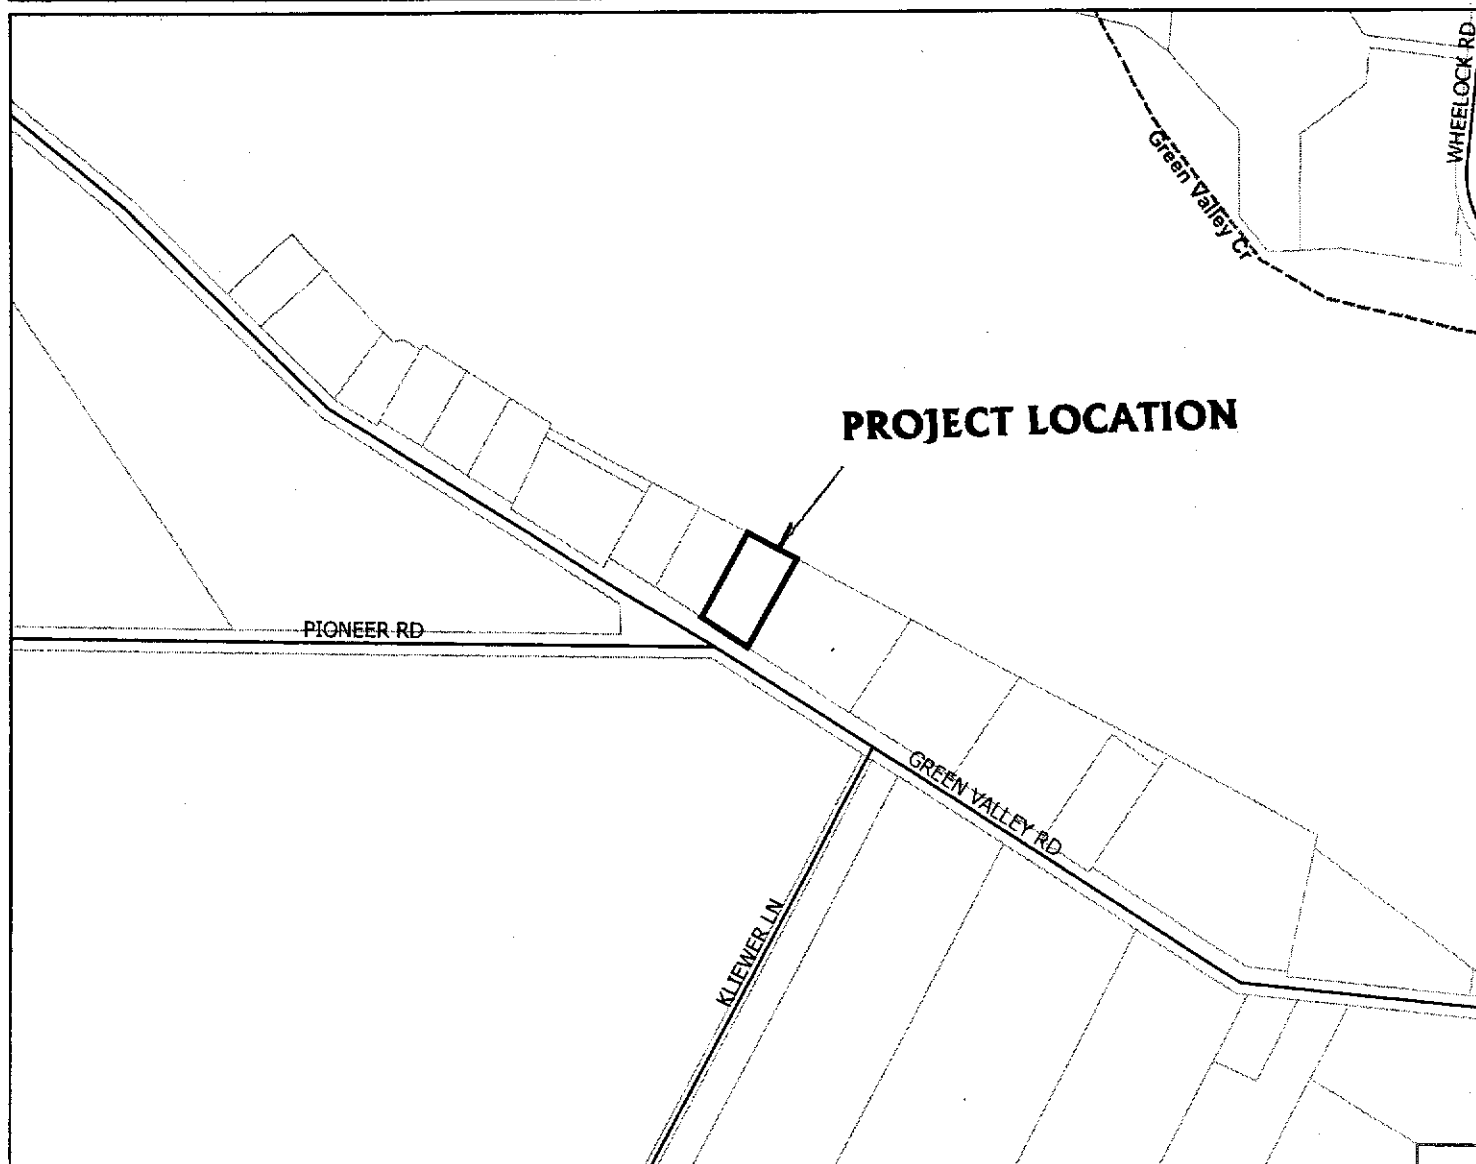 WHEELOCK RD
Green Valley Cr
PROJECT LOCATION
PIONEER RD
GREEN VALLEY RD
KLIEWER LN